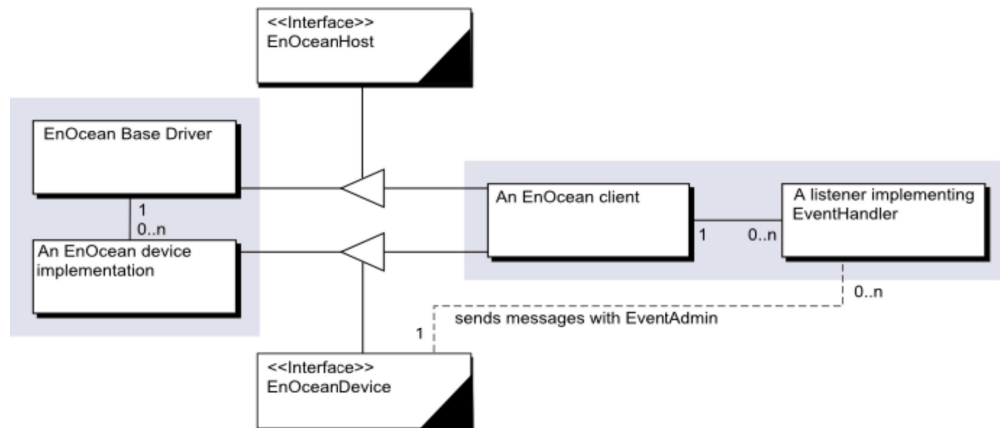 <<Interface>>
EnOceanHost
EnOcean Base Driver
1
0..n
An EnOcean device
implementation
An EnOcean client
1
0..n
A listener implementing
EventHandler
0..n
sends messages with EventAdmin
1
<<Interface>>
EnOceanDevice